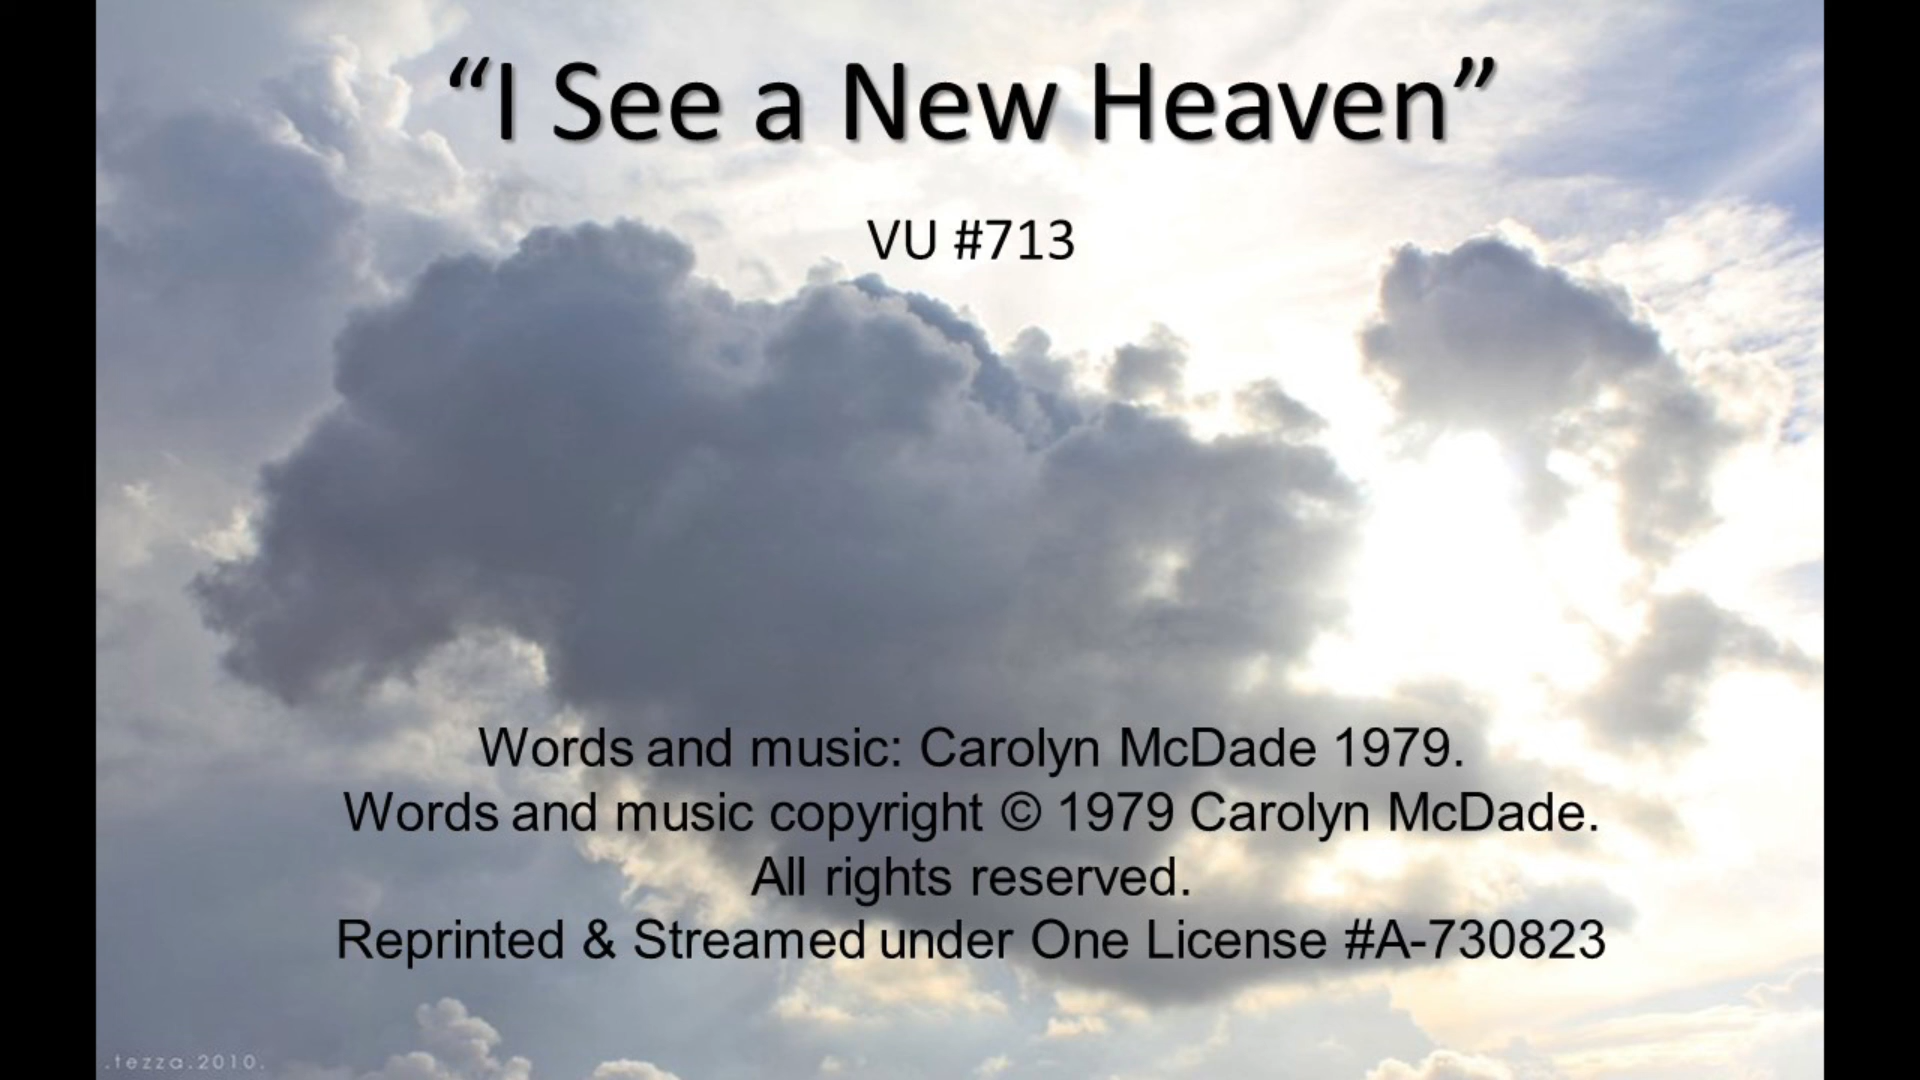 “I See a New Heaven”
VU #713
Words and music: Carolyn McDade 1979.
Words and music copyright © 1979 Carolyn McDade.
All rights reserved.
Reprinted & Streamed under One License #A-730823
.tezza.2010.